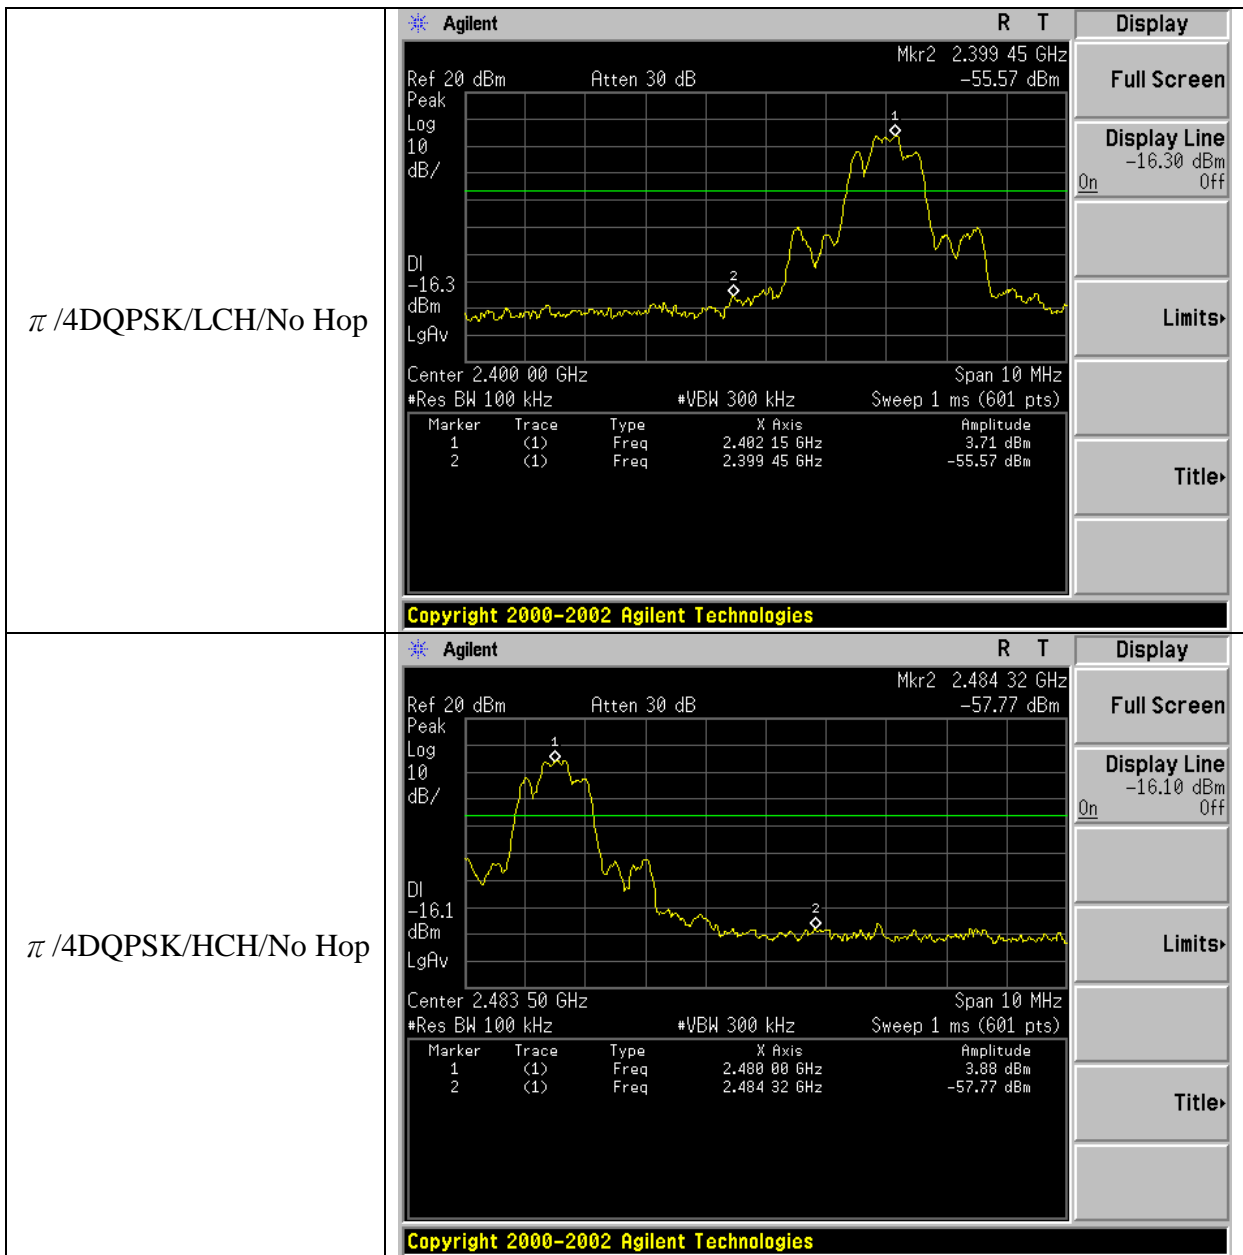 π/4DQPSK/LCH/No Hop
Agilent R T Display
Mkr2 2.399 45 GHz
Ref 20 dBm Atten 30 dB -55.57 dBm
Peak
Log
10
dB/
1
2
DI
-16.3
dBm
LgAv
Center 2.400 00 GHz Span 10 MHz
#Res BW 100 kHz #VBW 300 kHz Sweep 1 ms (601 pts)
Marker Trace Type X Axis Amplitude
1 (1) Freq 2.402 15 GHz 3.71 dBm
2 (1) Freq 2.399 45 GHz -55.57 dBm
Full Screen
Display Line
-16.30 dBm
On Off
Limits
Title
Copyright 2000-2002 Agilent Technologies
π/4DQPSK/HCH/No Hop
Agilent R T Display
Mkr2 2.484 32 GHz
Ref 20 dBm Atten 30 dB -57.77 dBm
Peak
Log
10
dB/
1
2
DI
-16.1
dBm
LgAv
Center 2.483 50 GHz Span 10 MHz
#Res BW 100 kHz #VBW 300 kHz Sweep 1 ms (601 pts)
Marker Trace Type X Axis Amplitude
1 (1) Freq 2.480 00 GHz 3.88 dBm
2 (1) Freq 2.484 32 GHz -57.77 dBm
Full Screen
Display Line
-16.10 dBm
On Off
Limits
Title
Copyright 2000-2002 Agilent Technologies